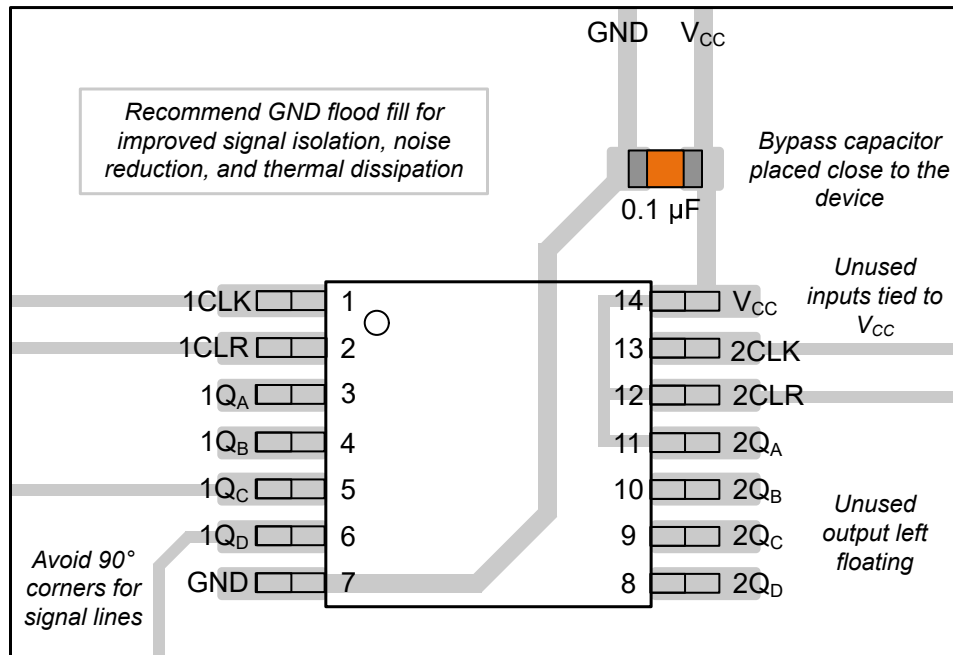 GND VCC
Recommend GND flood fill for
improved signal isolation, noise
reduction, and thermal dissipation
Bypass capacitor
placed close to the
device
0.1 µF
Unused
inputs tied to
VCC
1CLK 1 14 VCC
1CLR 2 13 2CLK
1QA 3 12 2CLR
1QB 4 11 2QA
1QC 5 10 2QB
1QD 6 9 2QC
GND 7 8 2QD
Unused
output left
floating
Avoid 90°
corners for
signal lines